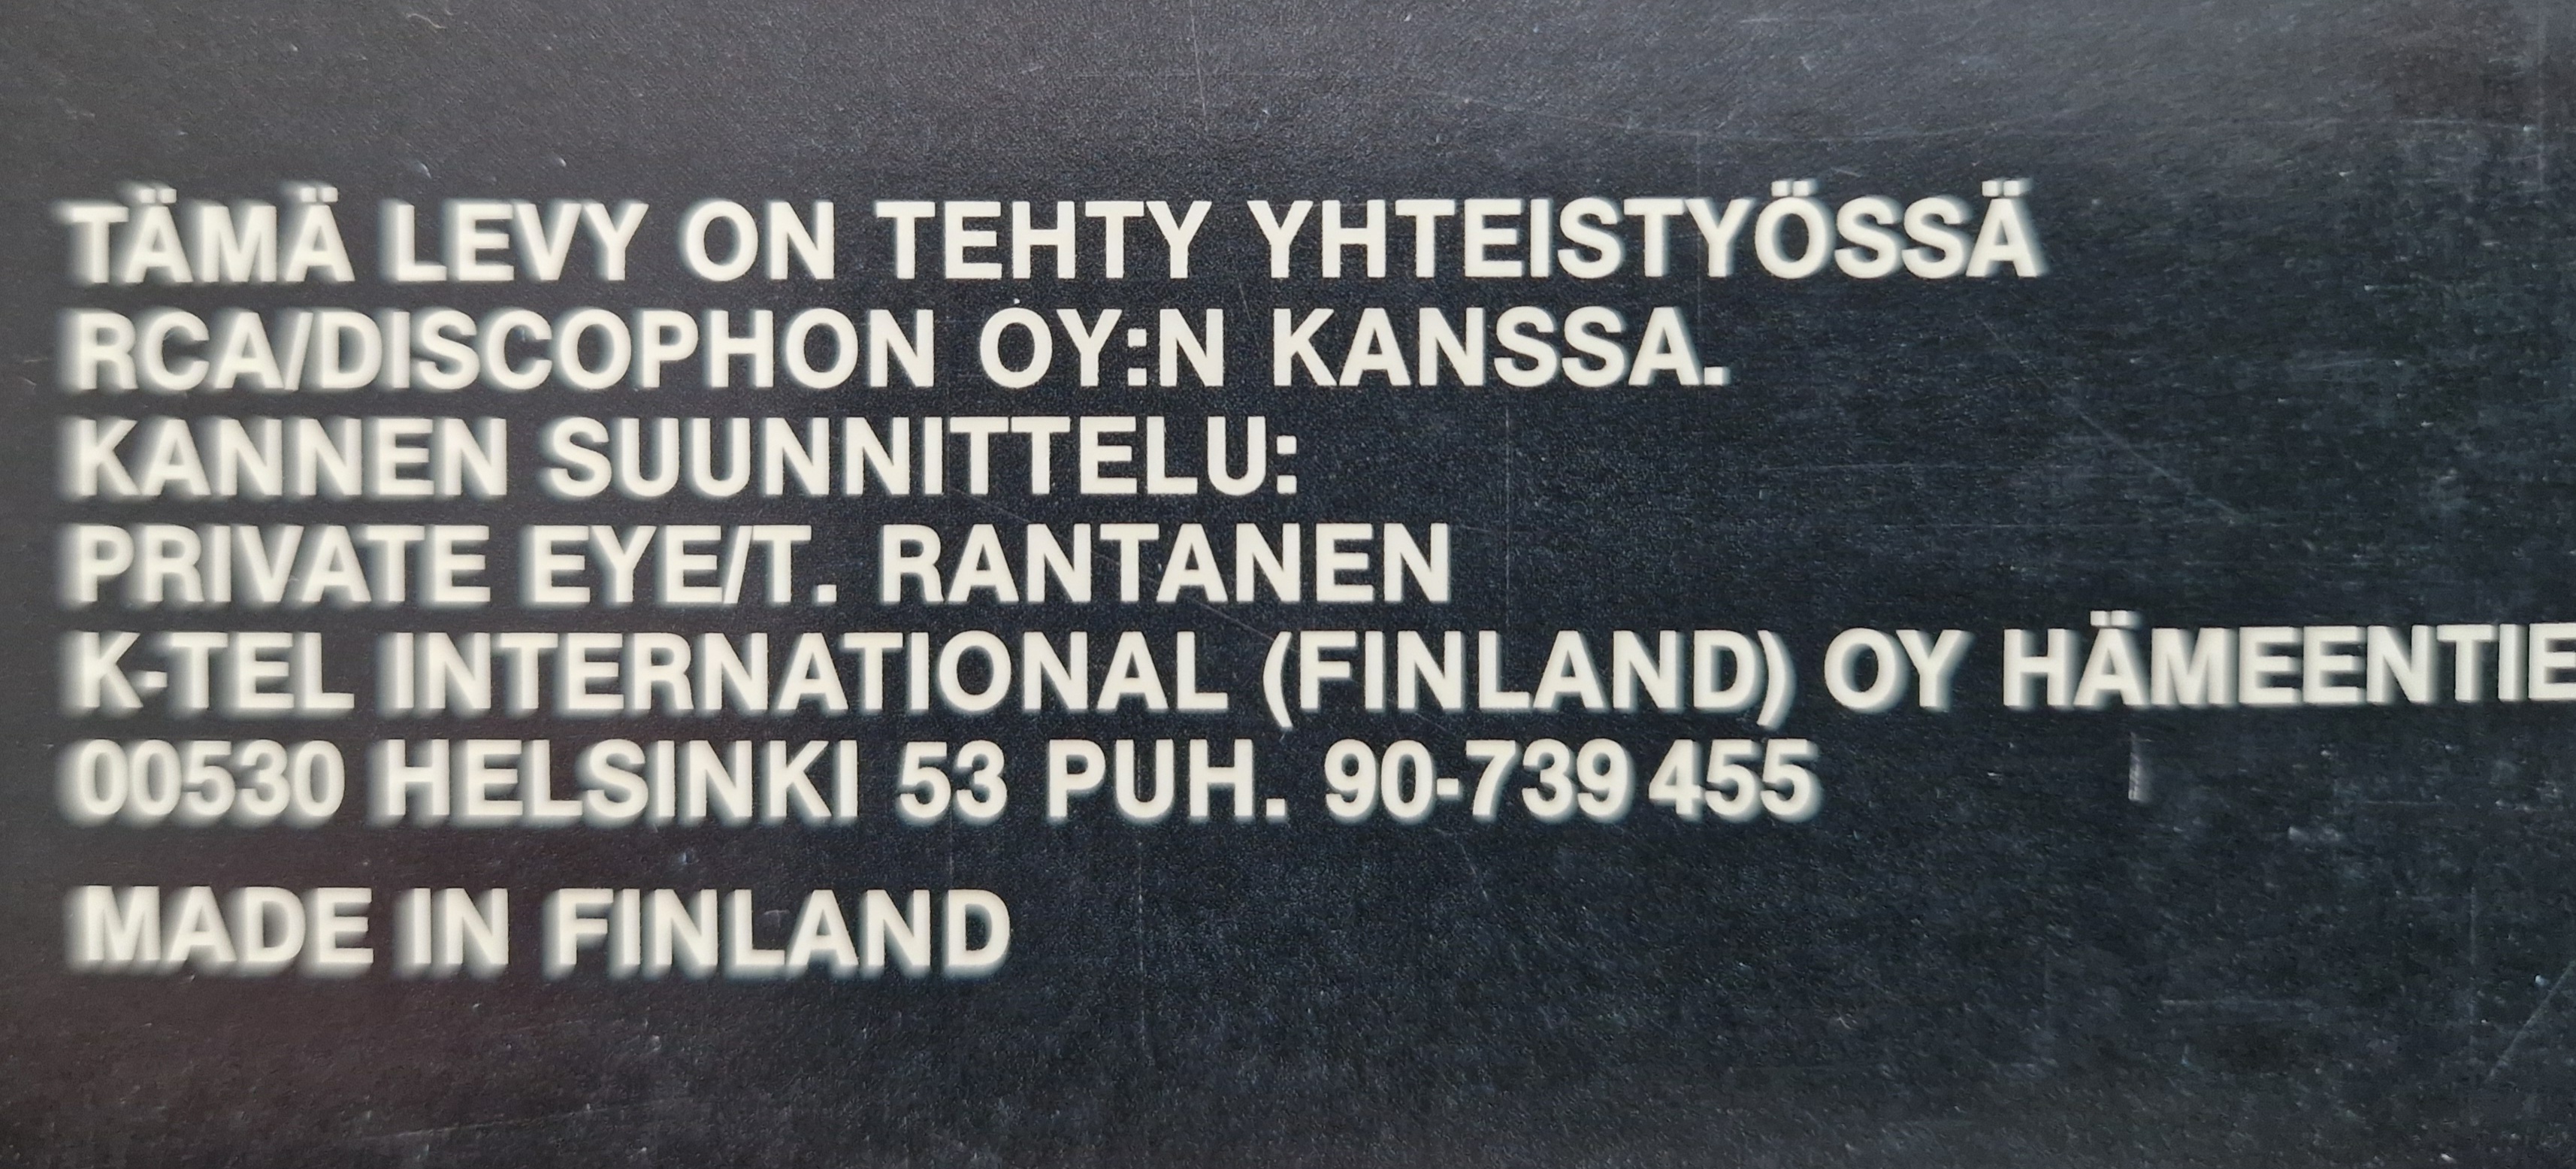 TÄMÄ LEVY ON TEHTY YHTEISTYÖSSÄ
RCA/DISCOPHON OY:N KANSSA.
KANNEN SUUNNITTELU:
PRIVATE EYE/T. RANTANEN
K-TEL INTERNATIONAL (FINLAND) OY HÄMEENTIE
00530 HELSINKI 53 PUH. 90-739 455
MADE IN FINLAND